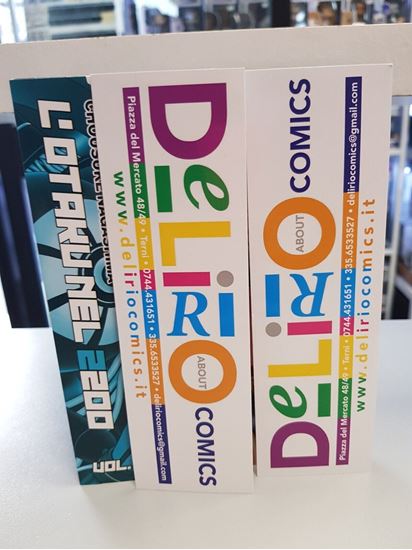 L'OTAKU NEL 2200
VOL.
DeLiRiO ABOUT COMICS
Piazza del Mercato 48/49 • Terni • 0744.431651 • 335.6533527 • deliriocomics@gmail.com
www.deliriocomics.it
DeLiRiO ABOUT COMICS
Piazza del Mercato 48/49 • Terni • 0744.431651 • 335.6533527 • deliriocomics@gmail.com
www.deliriocomics.it